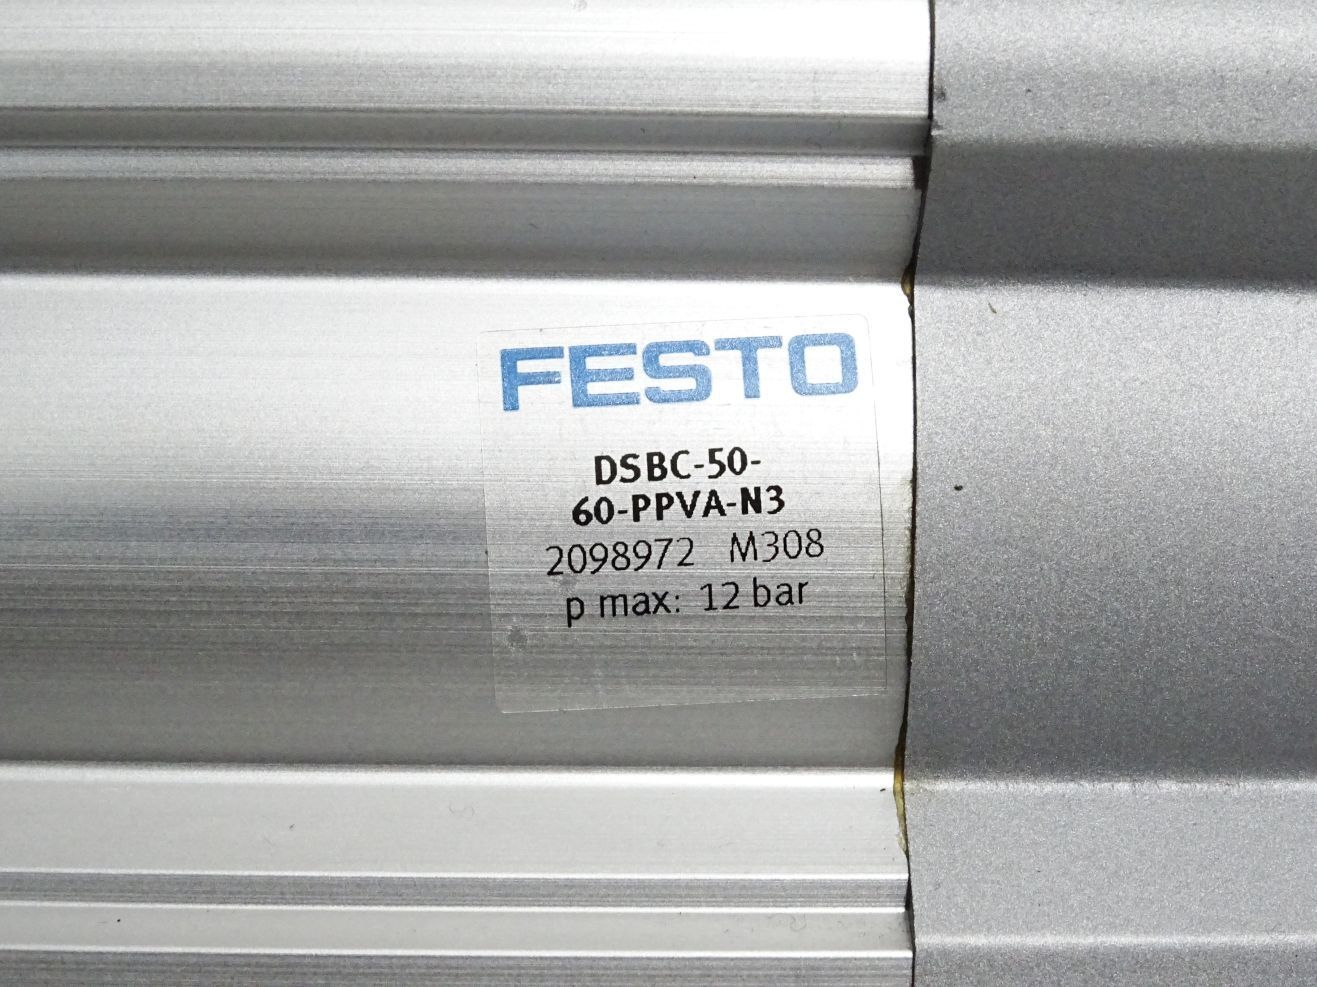 FESTO
DSBC-50-
60-PPVA-N3
2098972 M308
p max: 12 bar